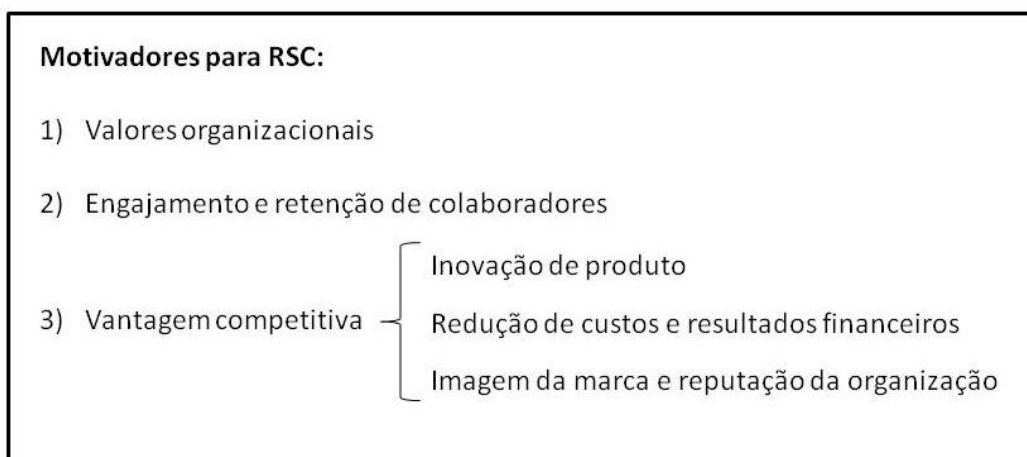 Motivadores para RSC:
1) Valores organizacionais
2) Engajamento e retenção de colaboradores
3) Vantagem competitiva
Inovação de produto
Redução de custos e resultados financeiros
Imagem da marca e reputação da organização